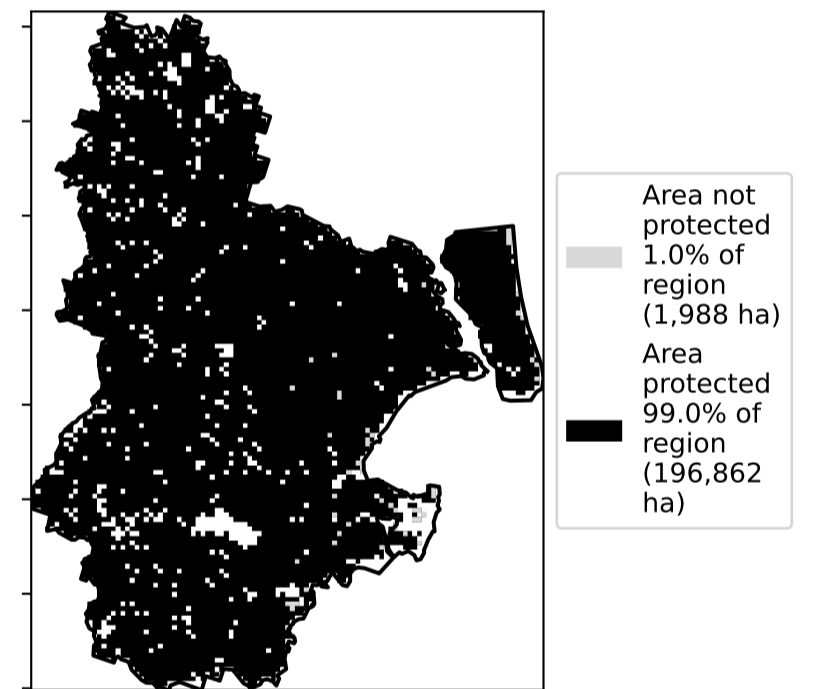 Area not
protected
1.0% of
region
(1,988 ha)
Area
protected
99.0% of
region
(196,862
ha)